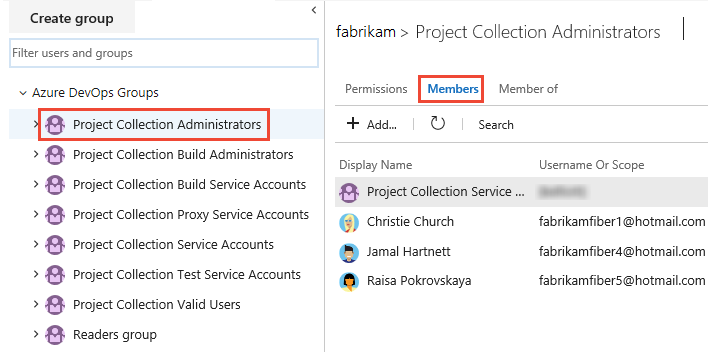 Create group
Filter users and groups
Azure DevOps Groups
Project Collection Administrators
Project Collection Build Administrators
Project Collection Build Service Accounts
Project Collection Proxy Service Accounts
Project Collection Service Accounts
Project Collection Test Service Accounts
Project Collection Valid Users
Readers group
fabrikam > Project Collection Administrators
Permissions Members Member of
+ Add... Search
Display Name Username Or Scope
Project Collection Service ...
Christie Church fabrikamfiber1@hotmail.com
Jamal Hartnett fabrikamfiber4@hotmail.com
Raisa Pokrovskaya fabrikamfiber5@hotmail.com